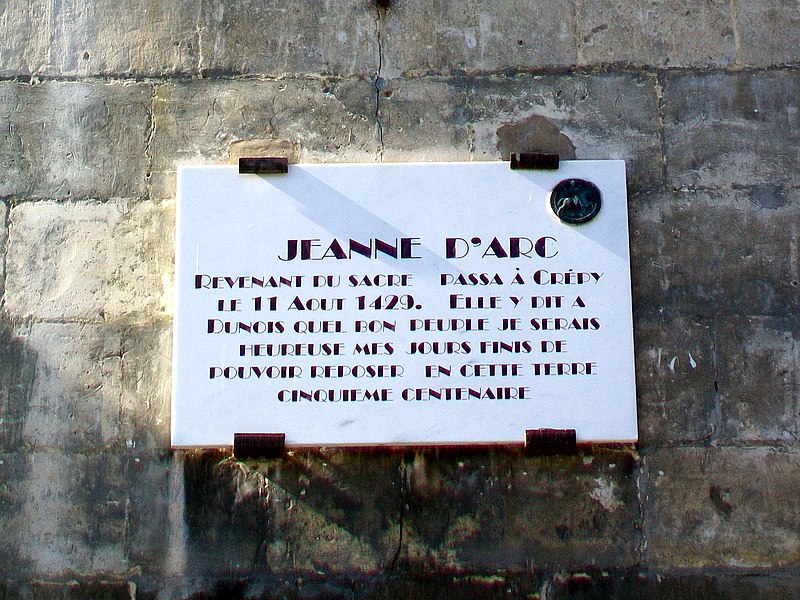 JEANNE D'ARC
REVENANT DU SACRE PASSA À CRÉPY
LE 11 AOUT 1429. ELLE Y DIT A
DUNOIS QUEL BON PEUPLE JE SERAIS
HEUREUSE MES JOURS FINIS DE
POUVOIR REPOSER EN CETTE TERRE
CINQUIEME CENTENAIRE